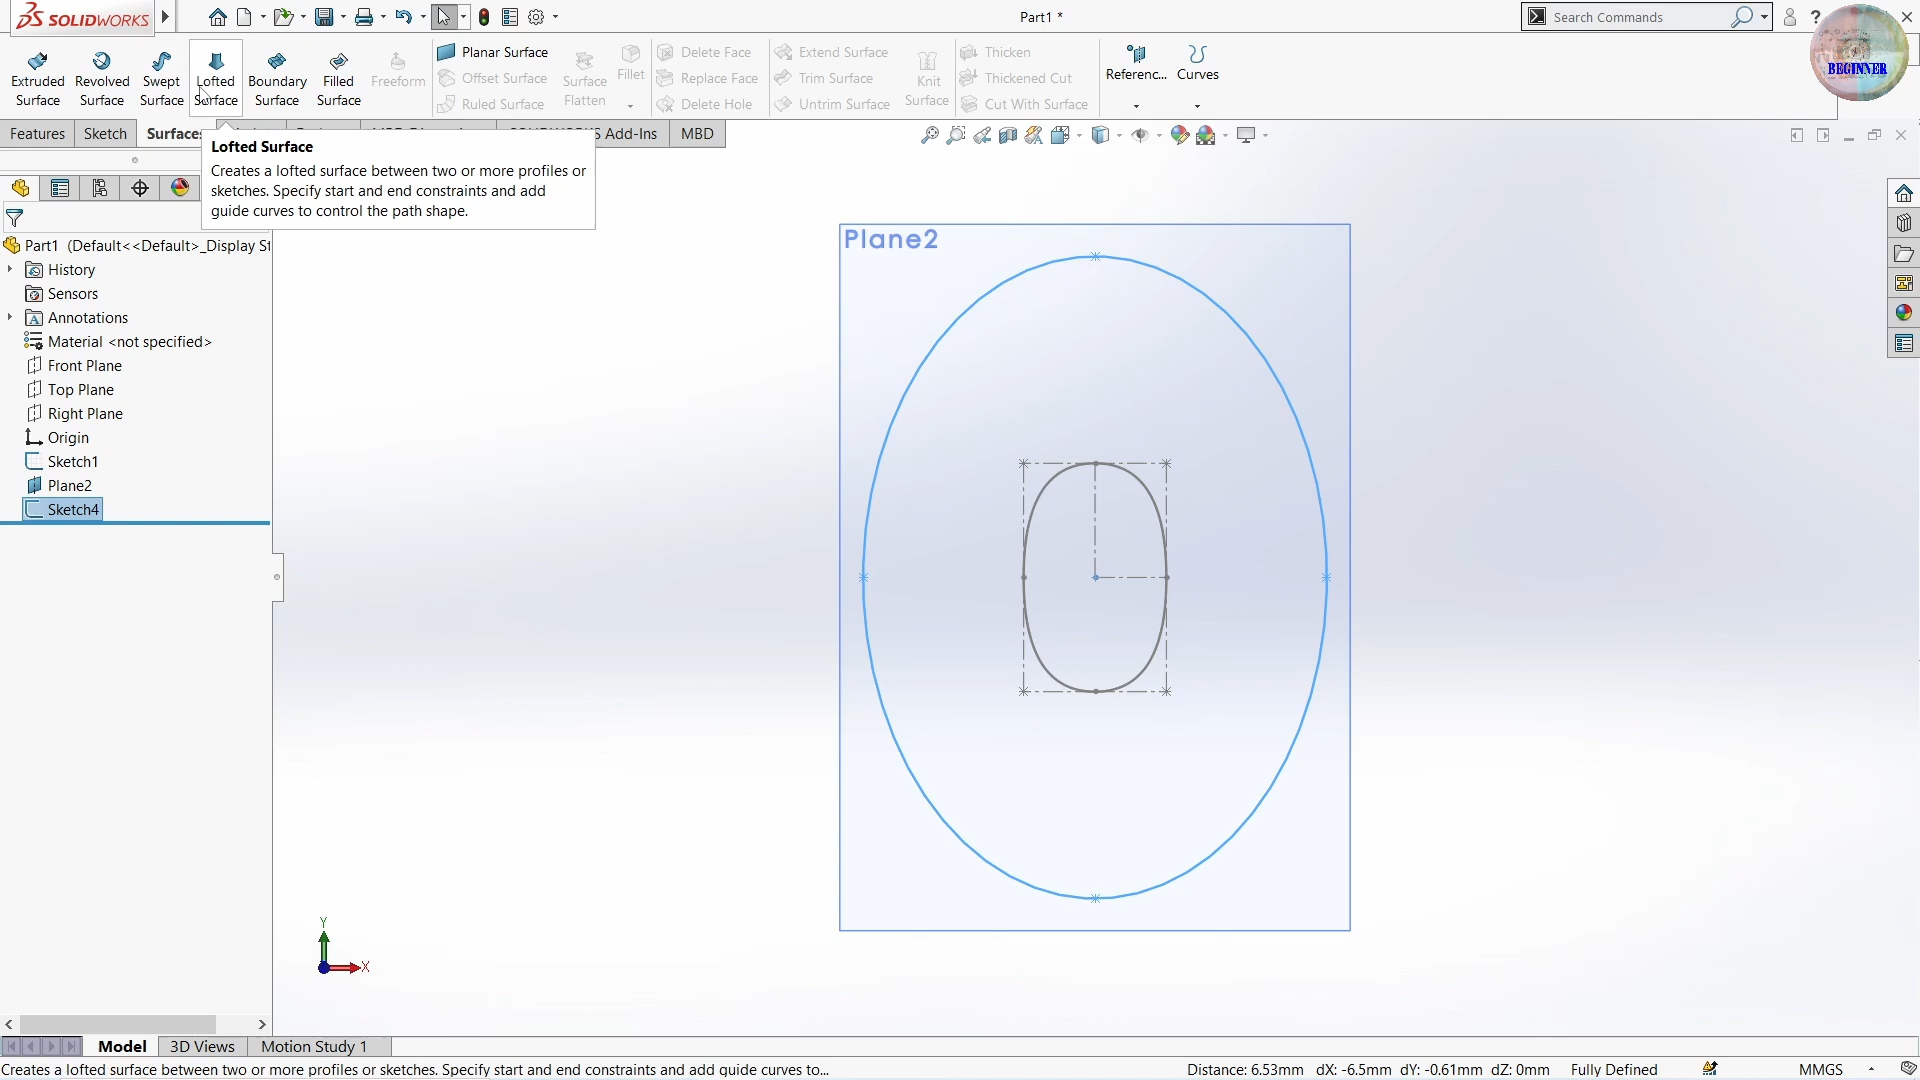 SOLIDWORKS
Part1 *
Search Commands
?
BEGINNER
Extruded Surface
Revolved Surface
Swept Surface
Lofted Surface
Boundary Surface
Filled Surface
Freeform
Planar Surface
Offset Surface
Ruled Surface
Surface Flatten
Fillet
Delete Face
Replace Face
Delete Hole
Extend Surface
Trim Surface
Untrim Surface
Knit Surface
Thicken
Thickened Cut
Cut With Surface
Referenc...
Curves
Features
Sketch
Surfaces
SOLIDWORKS Add-Ins
MBD
Lofted Surface
Creates a lofted surface between two or more profiles or
sketches. Specify start and end constraints and add
guide curves to control the path shape.
Part1 (Default<<Default>_Display St
History
Sensors
Annotations
Material <not specified>
Front Plane
Top Plane
Right Plane
Origin
Sketch1
Plane2
Sketch4
Plane2
Y
X
Model
3D Views
Motion Study 1
Creates a lofted surface between two or more profiles or sketches. Specify start and end constraints and add guide curves to...
Distance: 6.53mm dX: -6.5mm dY: -0.61mm dZ: 0mm
Fully Defined
MMGS